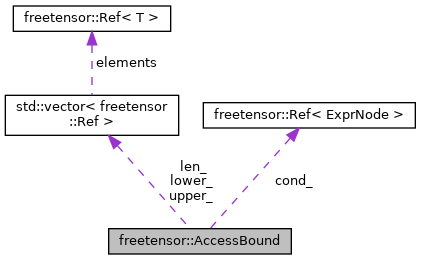 freetensor::Ref< T >
elements
std::vector< freetensor
::Ref >
freetensor::Ref< ExprNode >
len_
lower_
upper_
cond_
freetensor::AccessBound